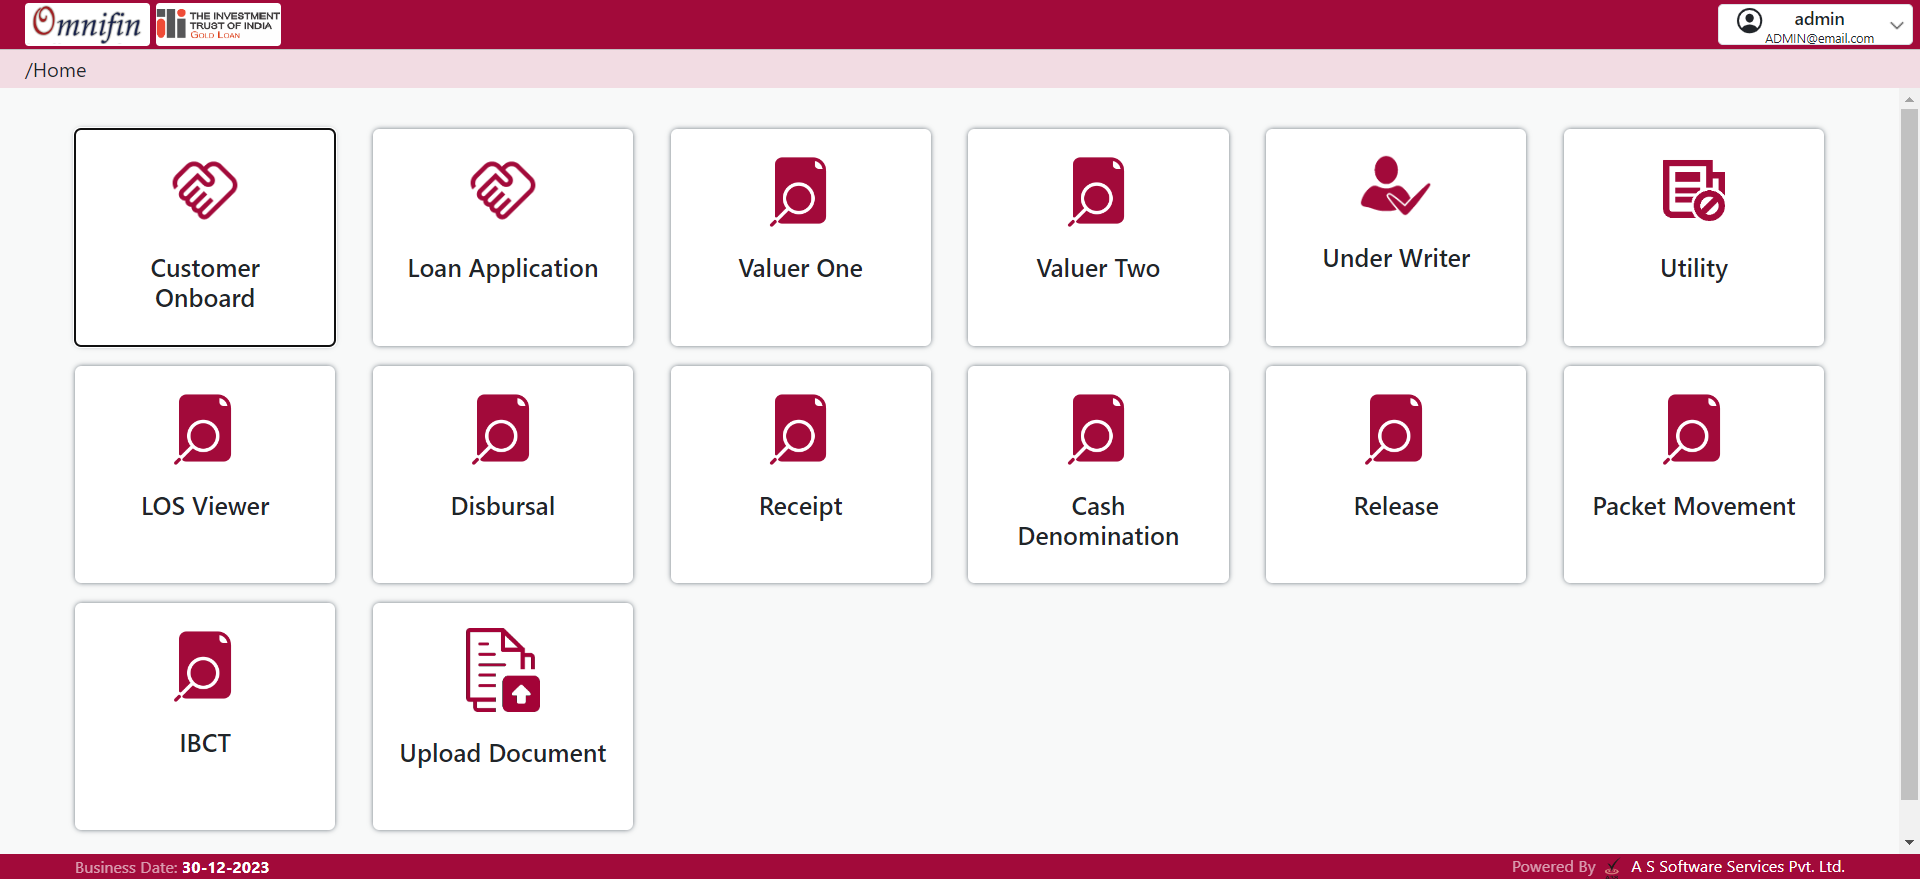 Omnifin
THE INVESTMENT
TRUST OF INDIA
GOLD LOAN
admin
ADMIN@email.com
/Home
Customer
Onboard
Loan Application
Valuer One
Valuer Two
Under Writer
Utility
LOS Viewer
Disbursal
Receipt
Cash
Denomination
Release
Packet Movement
IBCT
Upload Document
Business Date: 30-12-2023
Powered By A S Software Services Pvt. Ltd.